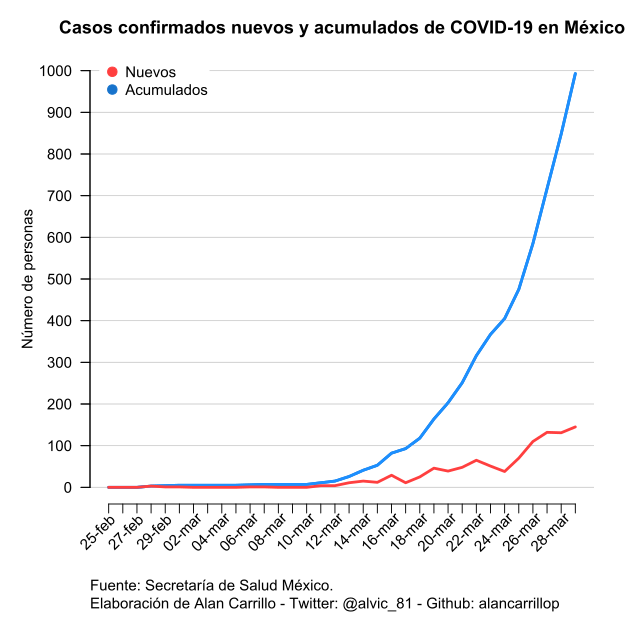 Casos confirmados nuevos y acumulados de COVID-19 en México
Nuevos
Acumulados
Número de personas
1000
900
800
700
600
500
400
300
200
100
0
25-feb
27-feb
29-feb
02-mar
04-mar
06-mar
08-mar
10-mar
12-mar
14-mar
16-mar
18-mar
20-mar
22-mar
24-mar
26-mar
28-mar
Fuente: Secretaría de Salud México.
Elaboración de Alan Carrillo - Twitter: @alvic_81 - Github: alancarrillop